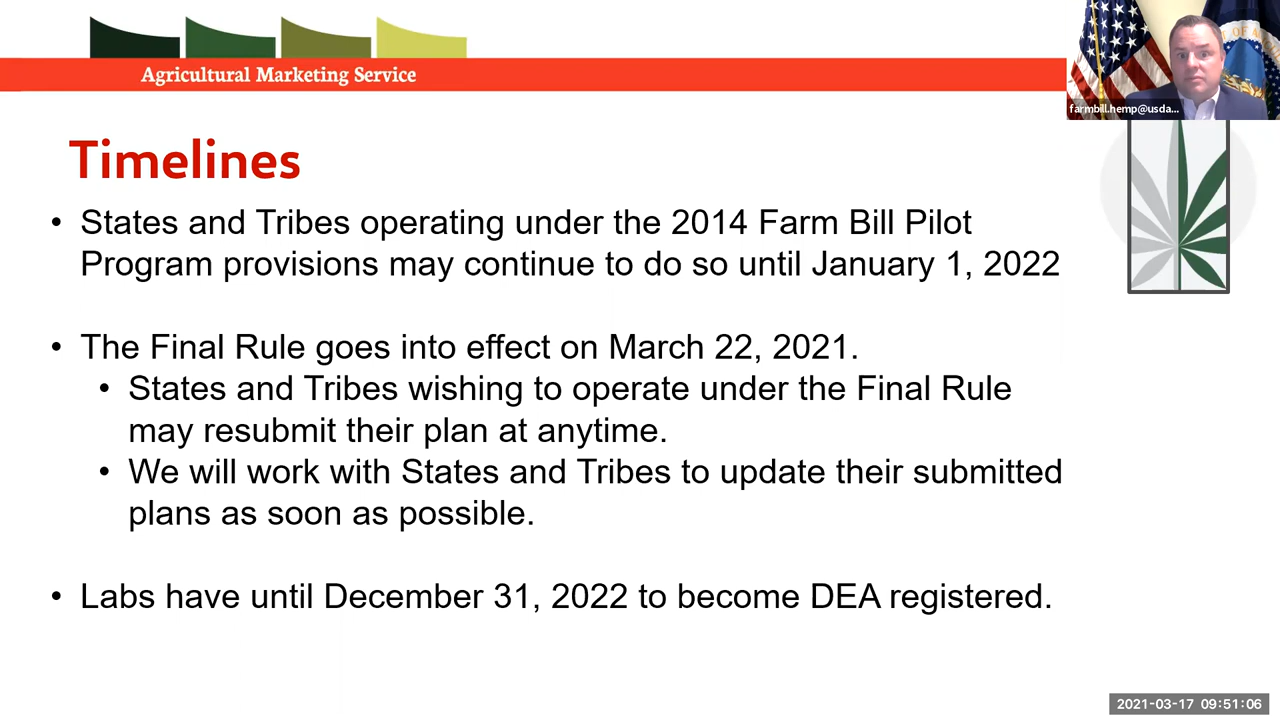 Agricultural Marketing Service
farmbill.hemp@usda...
Timelines
• States and Tribes operating under the 2014 Farm Bill Pilot
Program provisions may continue to do so until January 1, 2022
• The Final Rule goes into effect on March 22, 2021.
• States and Tribes wishing to operate under the Final Rule
may resubmit their plan at anytime.
• We will work with States and Tribes to update their submitted
plans as soon as possible.
• Labs have until December 31, 2022 to become DEA registered.
2021-03-17 09:51:06